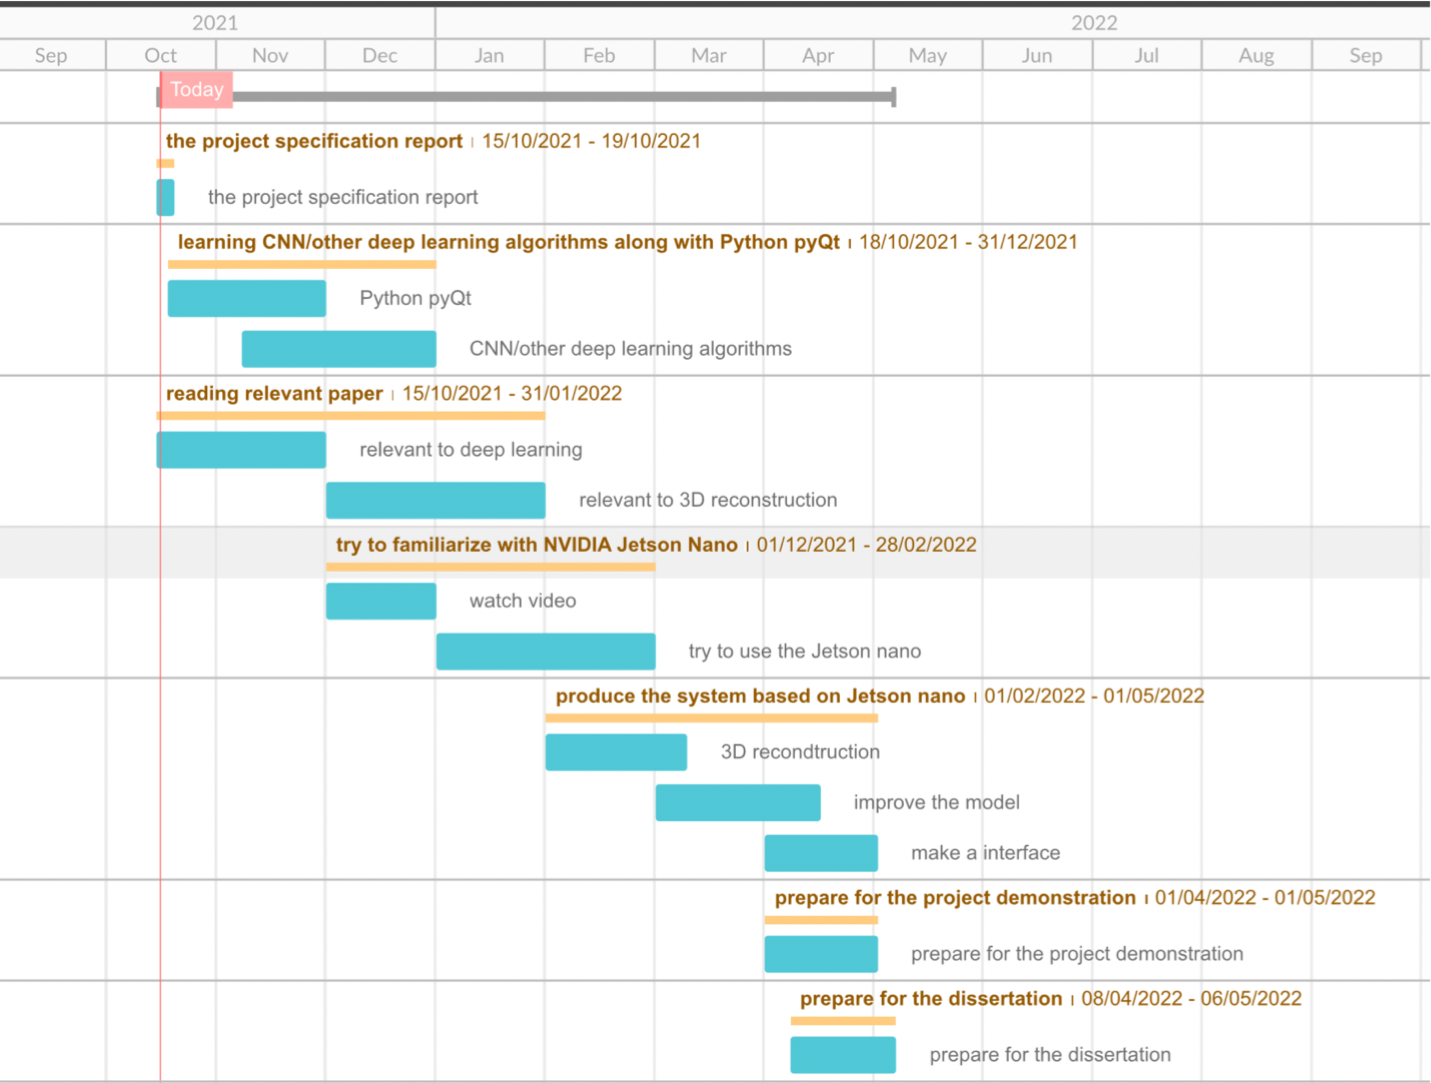 2021 2022
Sep Oct Nov Dec Jan Feb Mar Apr May Jun Jul Aug Sep
Today
the project specification report | 15/10/2021 - 19/10/2021
the project specification report
learning CNN/other deep learning algorithms along with Python pyQt | 18/10/2021 - 31/12/2021
Python pyQt
CNN/other deep learning algorithms
reading relevant paper | 15/10/2021 - 31/01/2022
relevant to deep learning
relevant to 3D reconstruction
try to familiarize with NVIDIA Jetson Nano | 01/12/2021 - 28/02/2022
watch video
try to use the Jetson nano
produce the system based on Jetson nano | 01/02/2022 - 01/05/2022
3D recondtruction
improve the model
make a interface
prepare for the project demonstration | 01/04/2022 - 01/05/2022
prepare for the project demonstration
prepare for the dissertation | 08/04/2022 - 06/05/2022
prepare for the dissertation